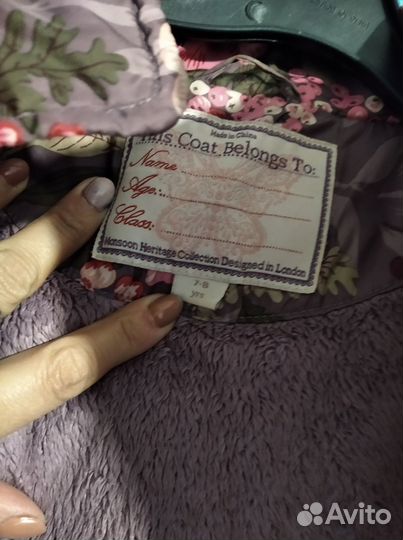 Made in China
This Coat Belongs To:
Name
Age:
Class:
Monsoon Heritage Collection Designed in London
7-8
yrs
Avito